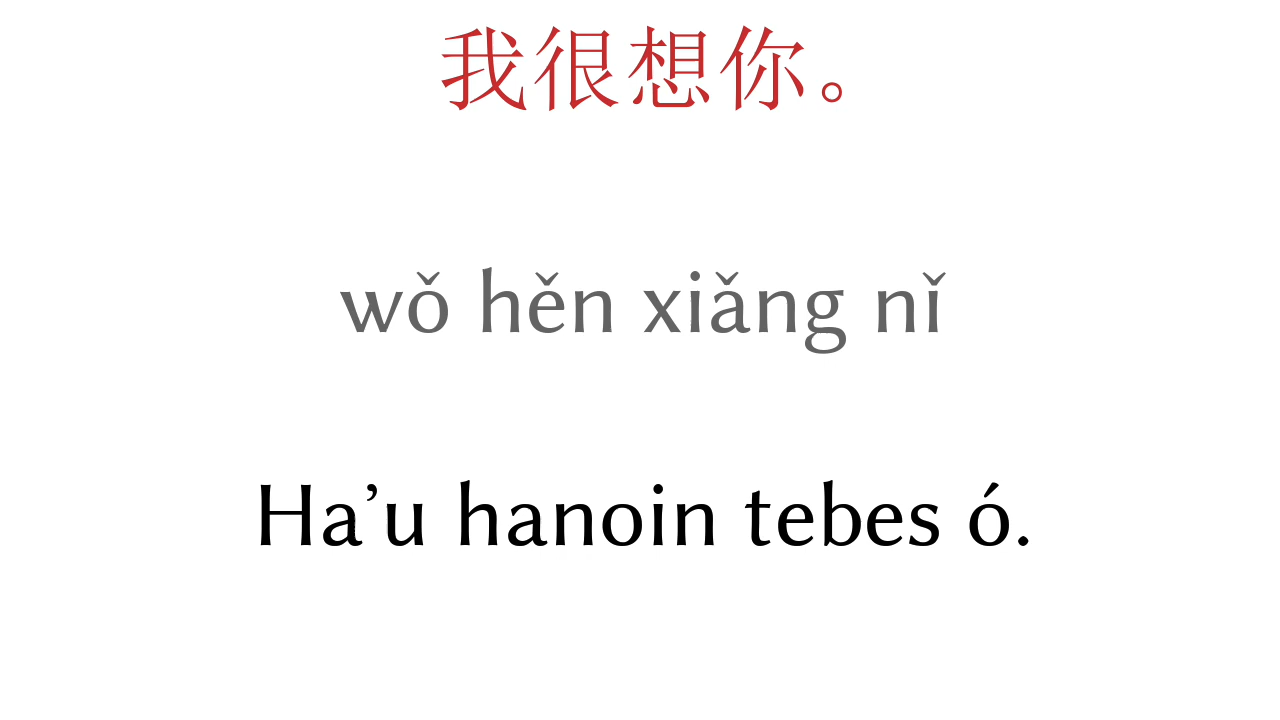 我很想你。
wǒ hěn xiǎng nǐ
Ha’u hanoin tebes ó.